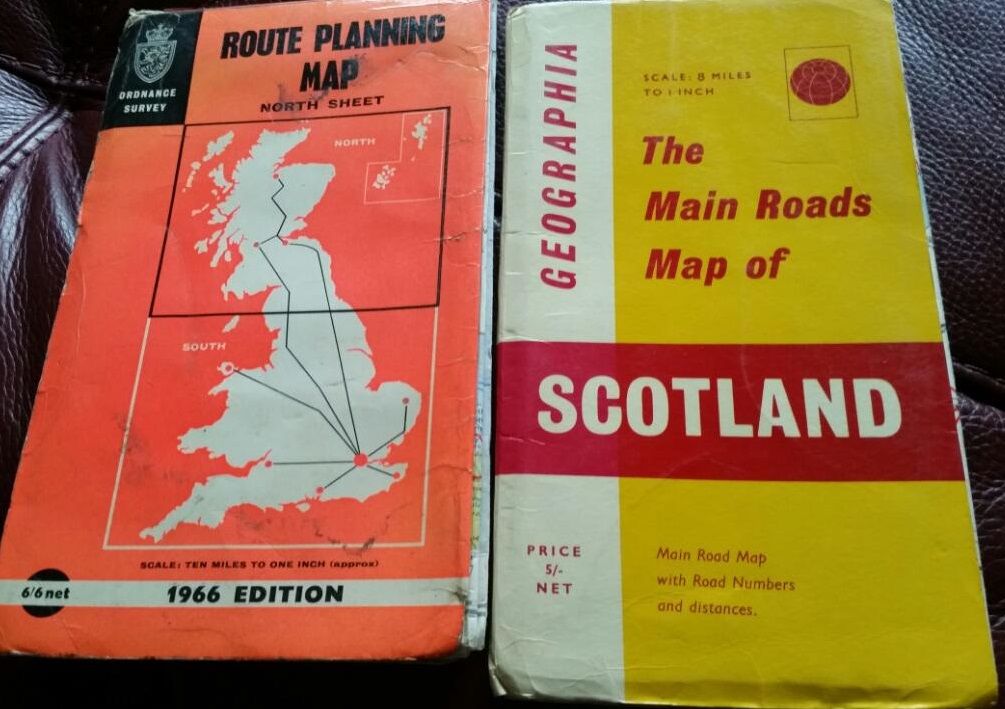 ORDNANCE
SURVEY
ROUTE PLANNING
MAP
NORTH SHEET
NORTH
SOUTH
SCALE: TEN MILES TO ONE INCH (approx)
6/6 net
1966 EDITION
GEOGRAPHIA
SCALE: 8 MILES
TO 1 INCH
The
Main Roads
Map of
SCOTLAND
PRICE
5/-
NET
Main Road Map
with Road Numbers
and distances.